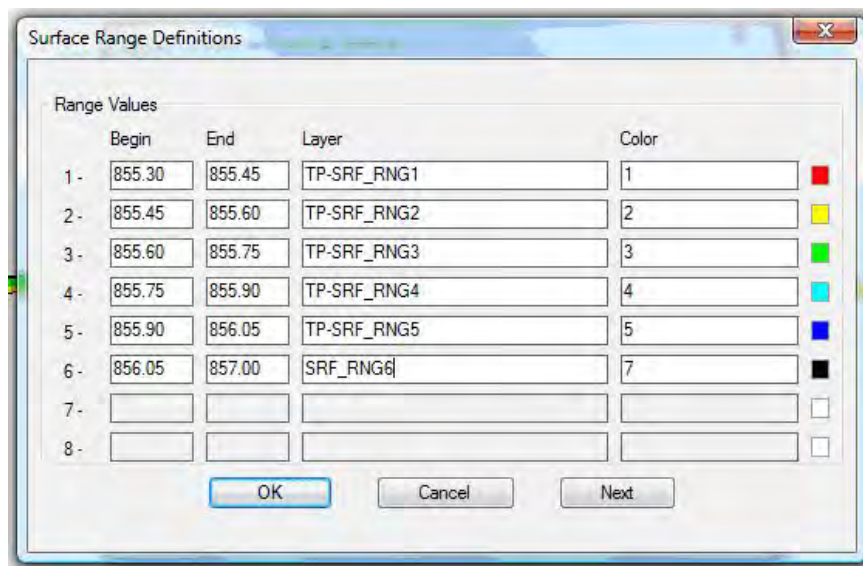 Surface Range Definitions
Range Values
Begin End Layer Color
1 - 855.30 855.45 TP-SRF_RNG1 1
2 - 855.45 855.60 TP-SRF_RNG2 2
3 - 855.60 855.75 TP-SRF_RNG3 3
4 - 855.75 855.90 TP-SRF_RNG4 4
5 - 855.90 856.05 TP-SRF_RNG5 5
6 - 856.05 857.00 SRF_RNG6 7
7 -
8 -
OK Cancel Next